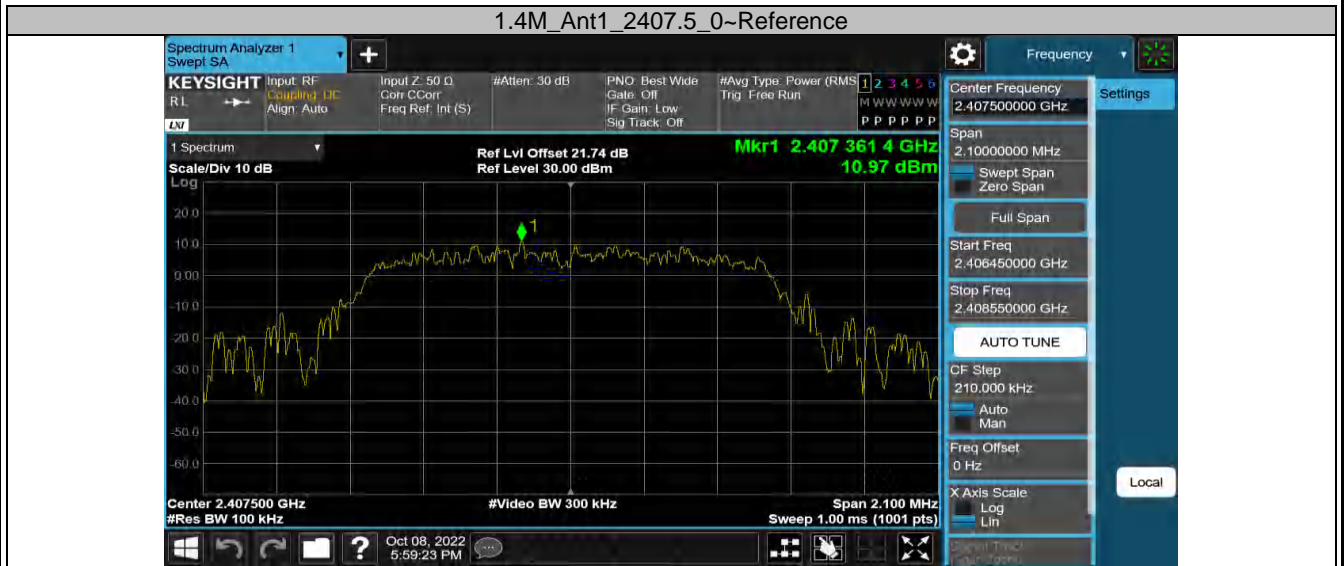 1.4M_Ant1_2407.5_0~Reference
Spectrum Analyzer 1
Swept SA
+
Frequency
KEYSIGHT
RL
LXI
Input: RF
Coupling: DC
Align: Auto
Input Z: 50 Ω
Corr CCorr
Freq Ref: Int (S)
#Atten: 30 dB
PNO: Best Wide
Gate: Off
IF Gain: Low
Sig Track: Off
#Avg Type: Power (RMS
Trig: Free Run
1 2 3 4 5 6
M W W W W W
P P P P P P
1 Spectrum
Scale/Div 10 dB
Log
Ref Lvl Offset 21.74 dB
Ref Level 30.00 dBm
Mkr1 2.407 361 4 GHz
10.97 dBm
1
20.0
10.0
0.00
-10.0
-20.0
-30.0
-40.0
-50.0
-60.0
Center 2.407500 GHz
#Res BW 100 kHz
#Video BW 300 kHz
Span 2.100 MHz
Sweep 1.00 ms (1001 pts)
Center Frequency
2.407500000 GHz
Settings
Span
2.10000000 MHz
Swept Span
Zero Span
Full Span
Start Freq
2.406450000 GHz
Stop Freq
2.408550000 GHz
AUTO TUNE
CF Step
210.000 kHz
Auto
Man
Freq Offset
0 Hz
X Axis Scale
Log
Lin
Local
?
Oct 08, 2022
5:59:23 PM